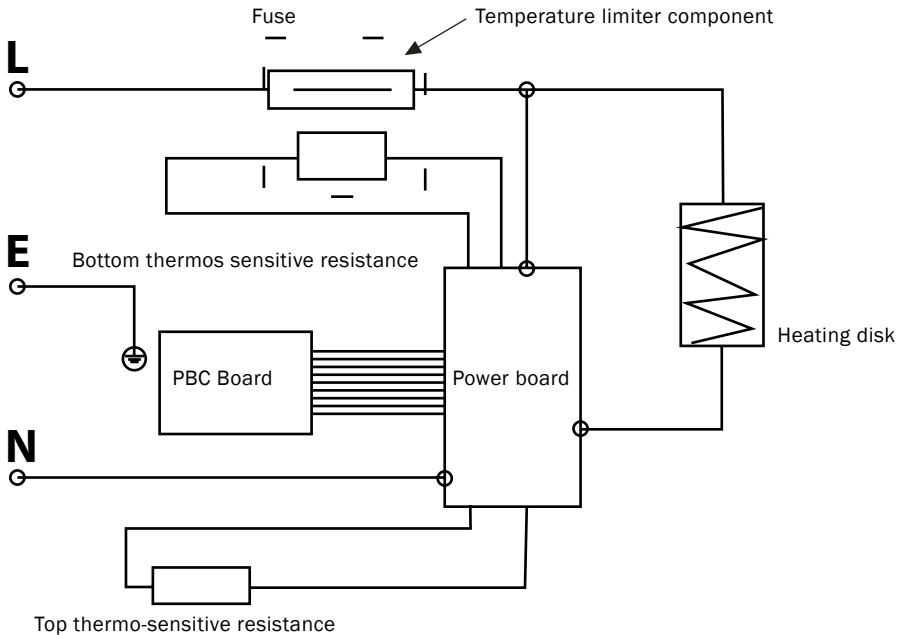 Fuse
Temperature limiter component
L
E
Bottom thermos sensitive resistance
Heating disk
PBC Board
Power board
N
Top thermo-sensitive resistance